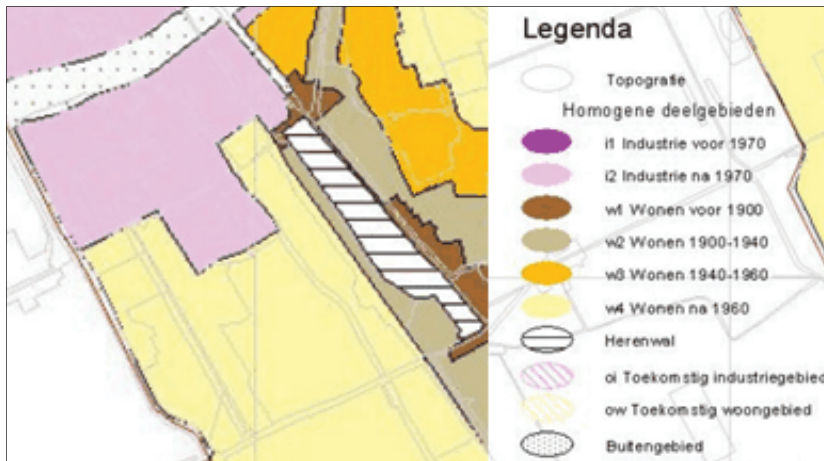 Legenda
Topografie
Homogene deelgebieden
i1 Industrie voor 1970
i2 Industrie na 1970
w1 Wonen voor 1900
w2 Wonen 1900-1940
w3 Wonen 1940-1960
w4 Wonen na 1960
Herenwal
oi Toekomstig industriegebied
ow Toekomstig woongebied
Buitengebied